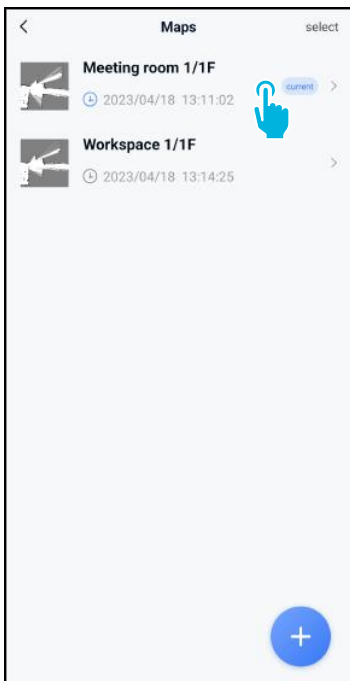 Maps
select
Meeting room 1/1F
2023/04/18 13:11:02
current
Workspace 1/1F
2023/04/18 13:14:25